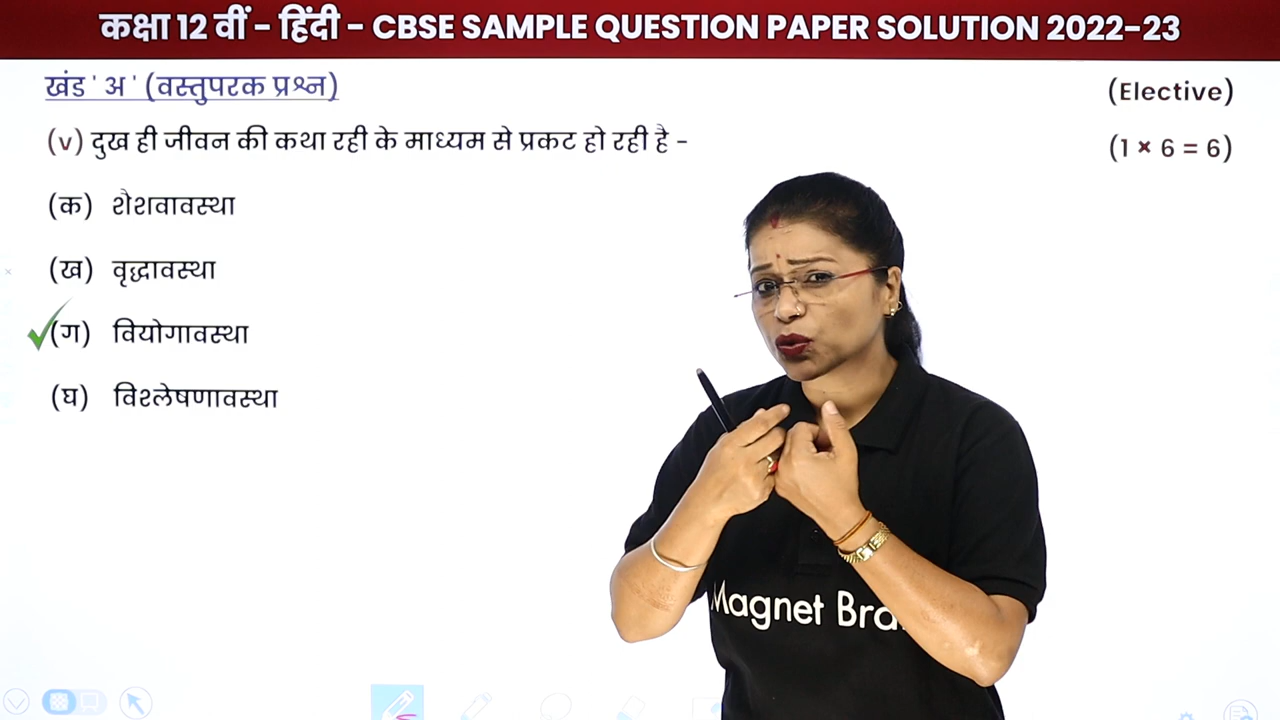 कक्षा 12 वीं - हिंदी - CBSE SAMPLE QUESTION PAPER SOLUTION 2022-23
खंड ' अ ' (वस्तुपरक प्रश्न) (Elective)
(v) दुख ही जीवन की कथा रही के माध्यम से प्रकट हो रही है - (1 × 6 = 6)
(क) शैशवावस्था
(ख) वृद्धावस्था
(ग) वियोगावस्था
(घ) विश्लेषणावस्था
Magnet